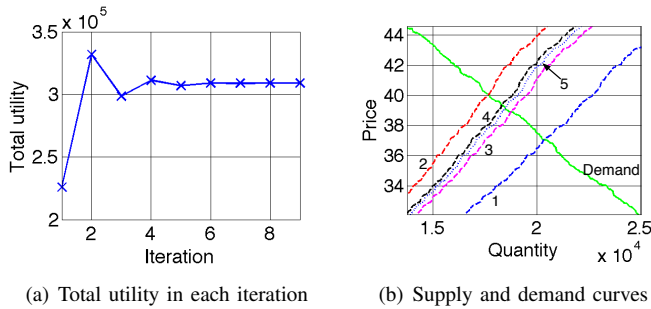 x 10^5
3.5
3
2.5
2
Total utility
2 4 6 8
Iteration
(a) Total utility in each iteration
44
42
40
38
36
34
Price
1 2 3 4 5
Demand
1.5 2 2.5
x 10^4
Quantity
(b) Supply and demand curves